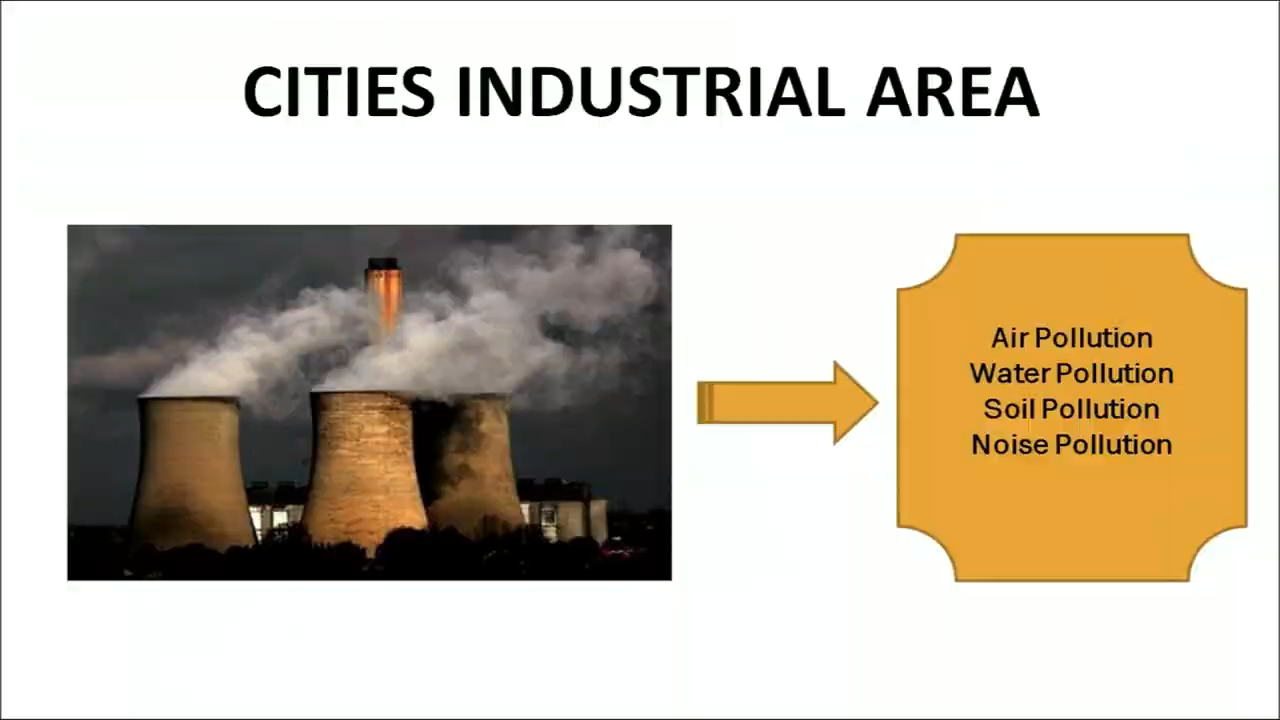 CITIES INDUSTRIAL AREA
Air Pollution
Water Pollution
Soil Pollution
Noise Pollution